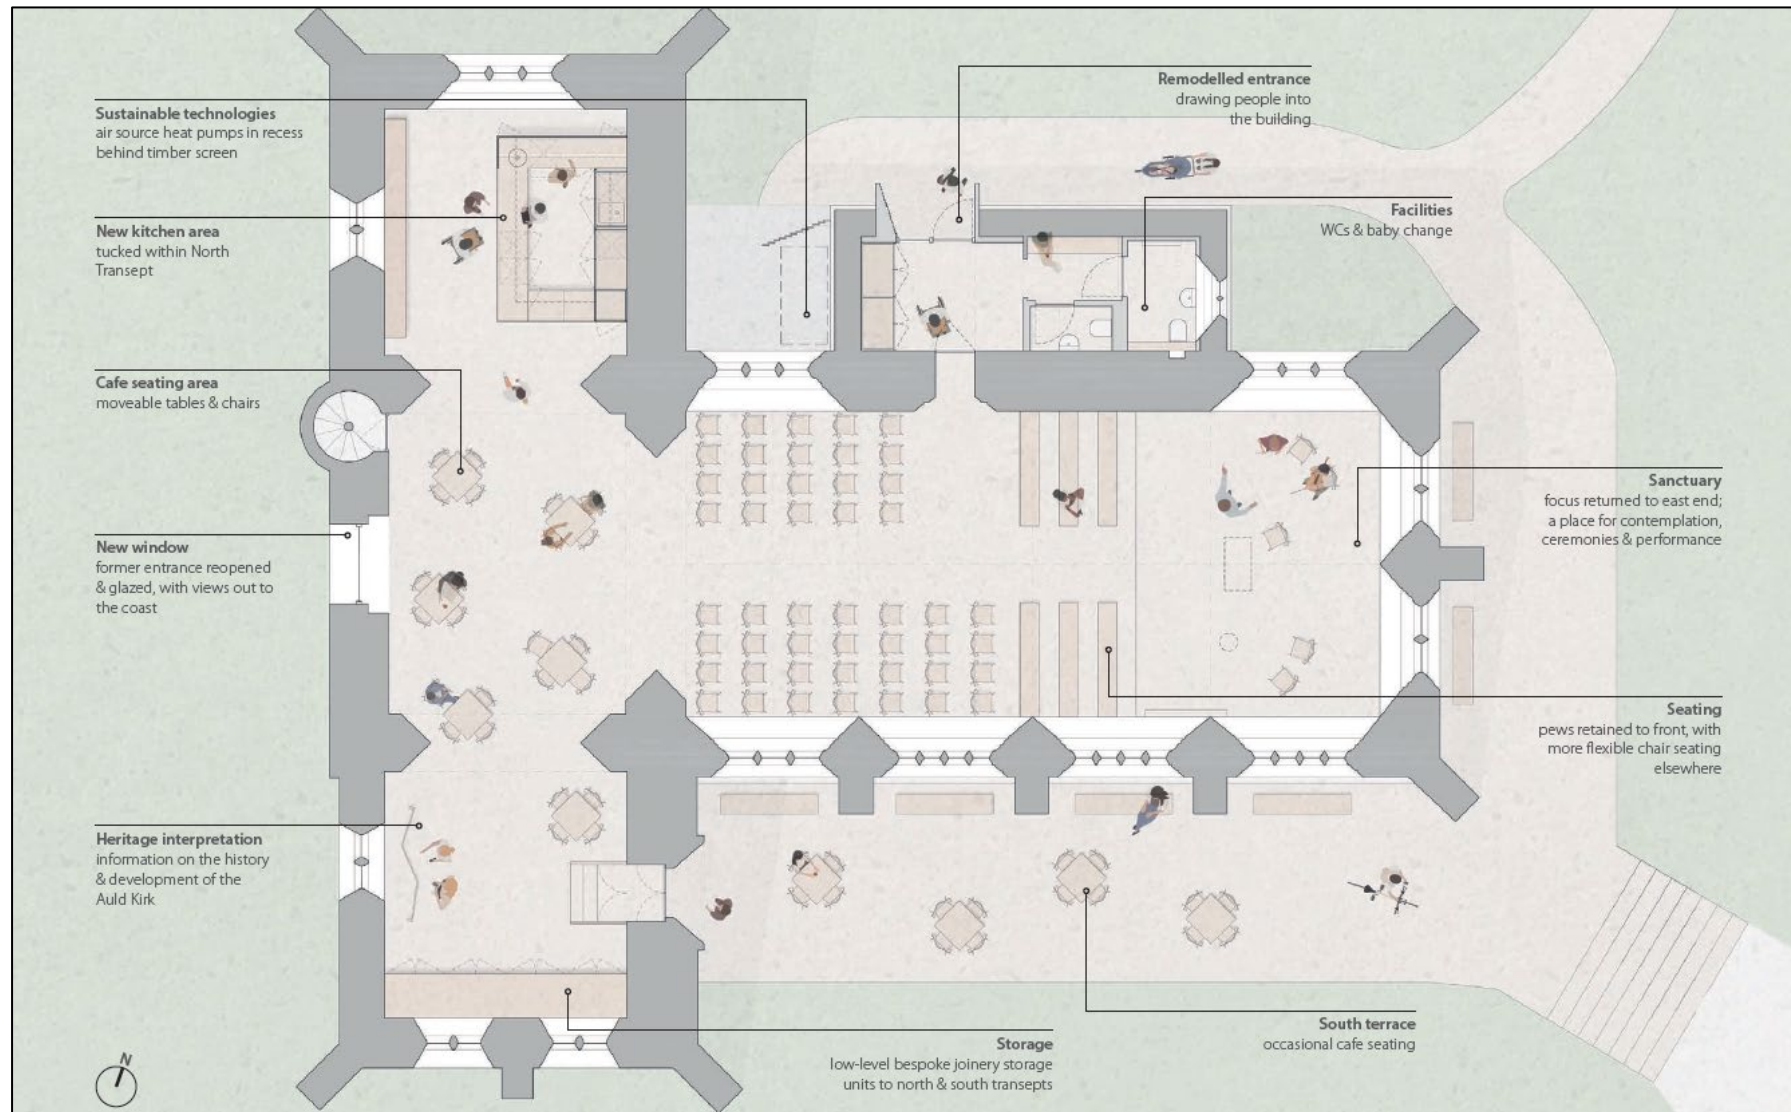 Sustainable technologies
air source heat pumps in recess
behind timber screen
New kitchen area
tucked within North
Transept
Cafe seating area
moveable tables & chairs
New window
former entrance reopened
& glazed, with views out to
the coast
Heritage interpretation
information on the history
& development of the
Auld Kirk
N
Remodelled entrance
drawing people into
the building
Facilities
WCs & baby change
Sanctuary
focus returned to east end;
a place for contemplation,
ceremonies & performance
Seating
pews retained to front, with
more flexible chair seating
elsewhere
Storage
low-level bespoke joinery storage
units to north & south transepts
South terrace
occasional cafe seating